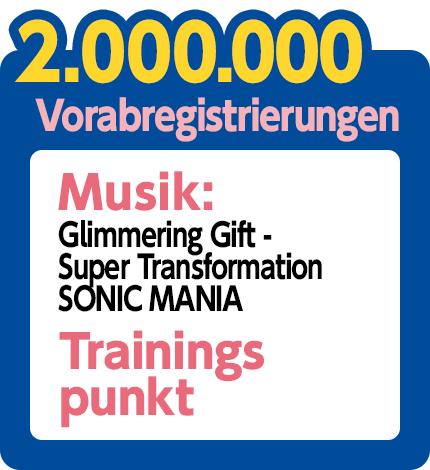 2.000.000
Vorabregistrierungen
Musik:
Glimmering Gift -
Super Transformation
SONIC MANIA
Trainings
punkt